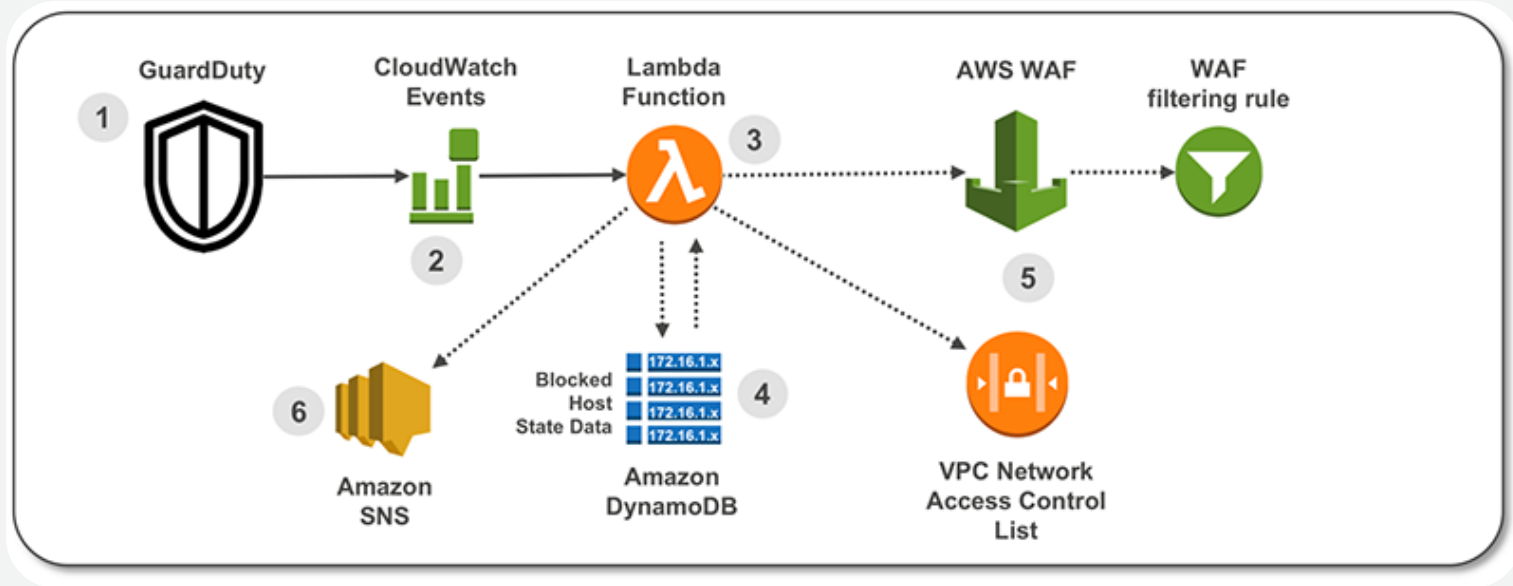 GuardDuty
1
CloudWatch
Events
2
Lambda
Function
3
AWS WAF
WAF
filtering rule
5
6
Amazon
SNS
Blocked
Host
State Data
172.16.1.x
172.16.1.x
172.16.1.x
172.16.1.x
4
Amazon
DynamoDB
VPC Network
Access Control
List